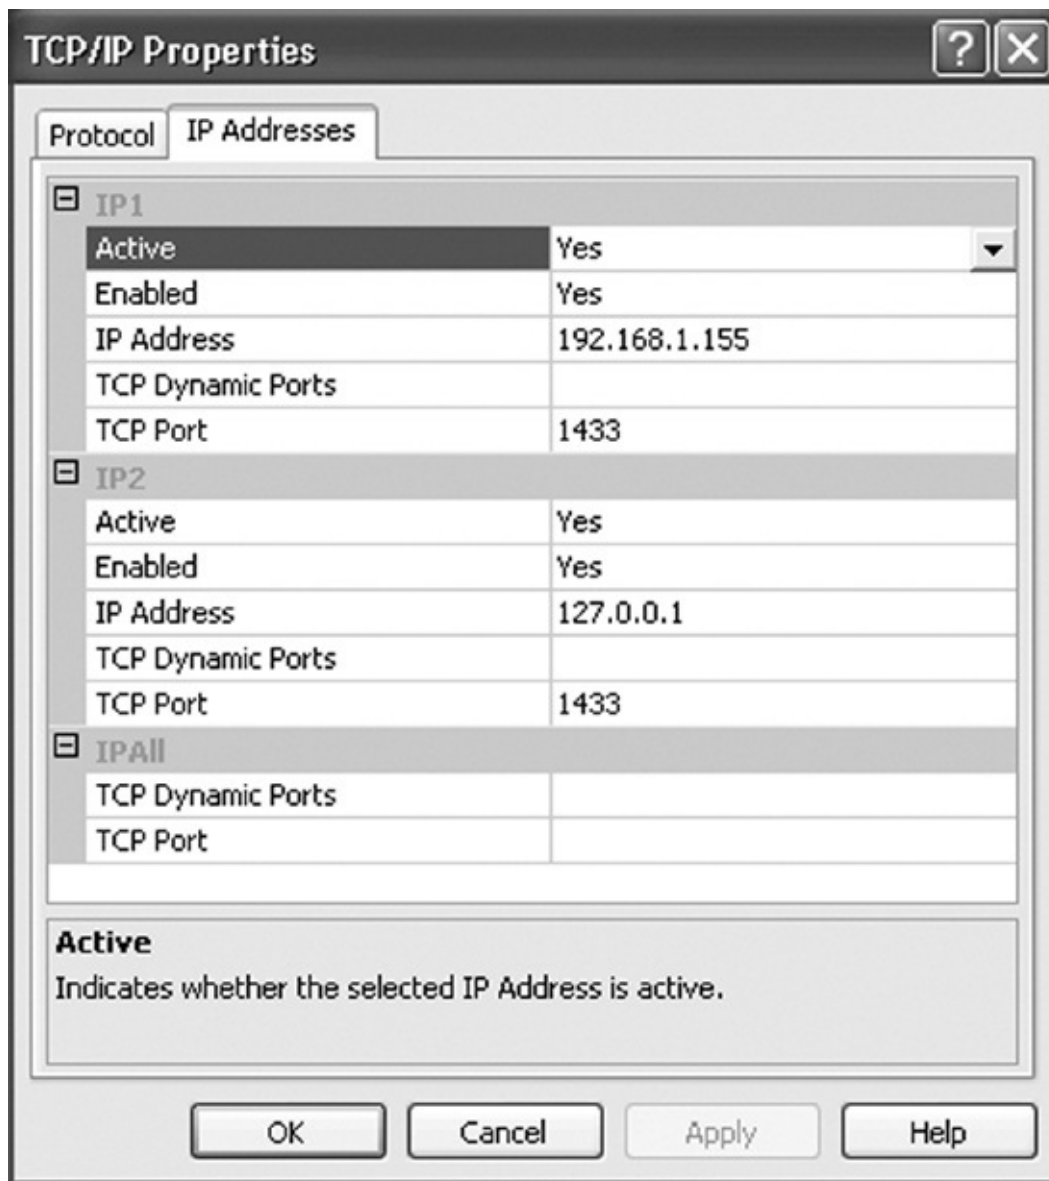 TCP/IP Properties
Protocol IP Addresses
IP1
Active Yes
Enabled Yes
IP Address 192.168.1.155
TCP Dynamic Ports
TCP Port 1433
IP2
Active Yes
Enabled Yes
IP Address 127.0.0.1
TCP Dynamic Ports
TCP Port 1433
IPAll
TCP Dynamic Ports
TCP Port
Active
Indicates whether the selected IP Address is active.
OK Cancel Apply Help